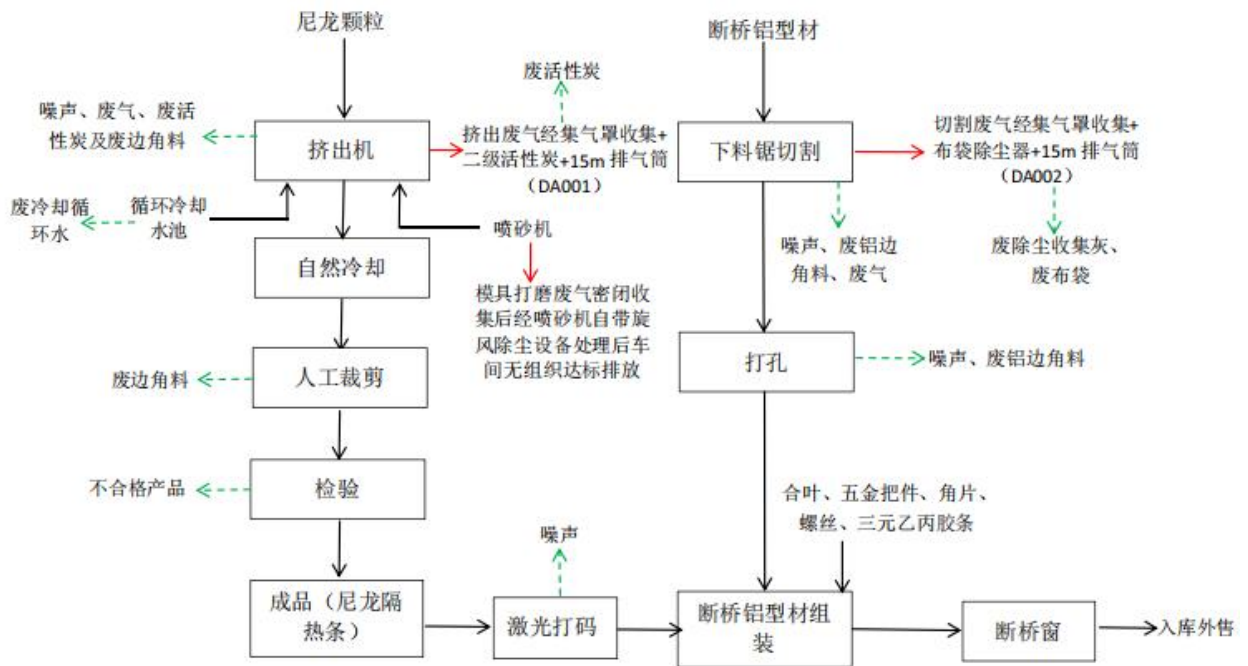 尼龙颗粒
断桥铝型材
废活性炭
噪声、废气、废活
性炭及废边角料
挤出机
挤出废气经集气罩收集+
二级活性炭+15m 排气筒
（DA001）
下料锯切割
切割废气经集气罩收集+
布袋除尘器+15m 排气筒
（DA002）
废冷却循
环水
循环冷却
水池
喷砂机
噪声、废铝边
角料、废气
废除尘收集灰、
废布袋
自然冷却
模具打磨废气密闭收
集后经喷砂机自带旋
风除尘设备处理后车
间无组织达标排放
打孔
噪声、废铝边角料
废边角料
人工裁剪
不合格产品
检验
合叶、五金把件、角片、
螺丝、三元乙丙胶条
噪声
成品（尼龙隔
热条）
激光打码
断桥铝型材组
装
断桥窗
入库外售